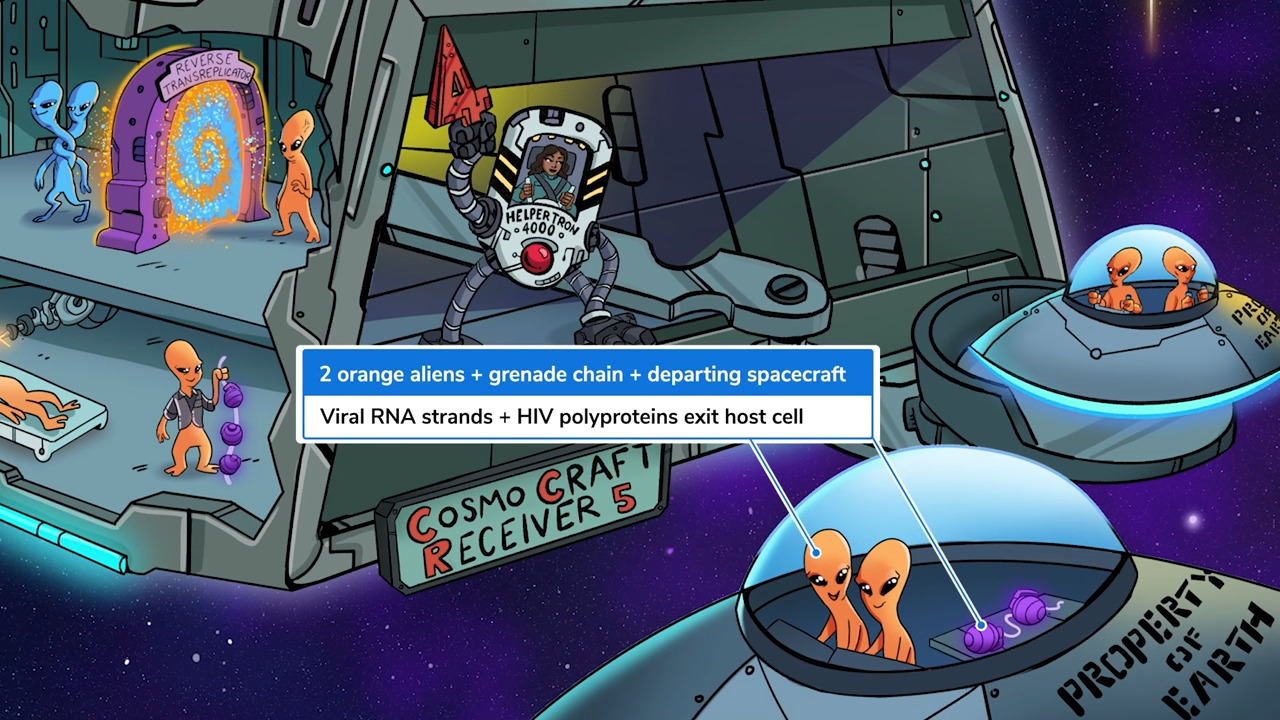 REVERSE
TRANSREPLICATOR
4
HELPERTRON
4000
2 orange aliens + grenade chain + departing spacecraft
Viral RNA strands + HIV polyproteins exit host cell
COSMO CRAFT
RECEIVER 5
PROPERTY
OF
EARTH